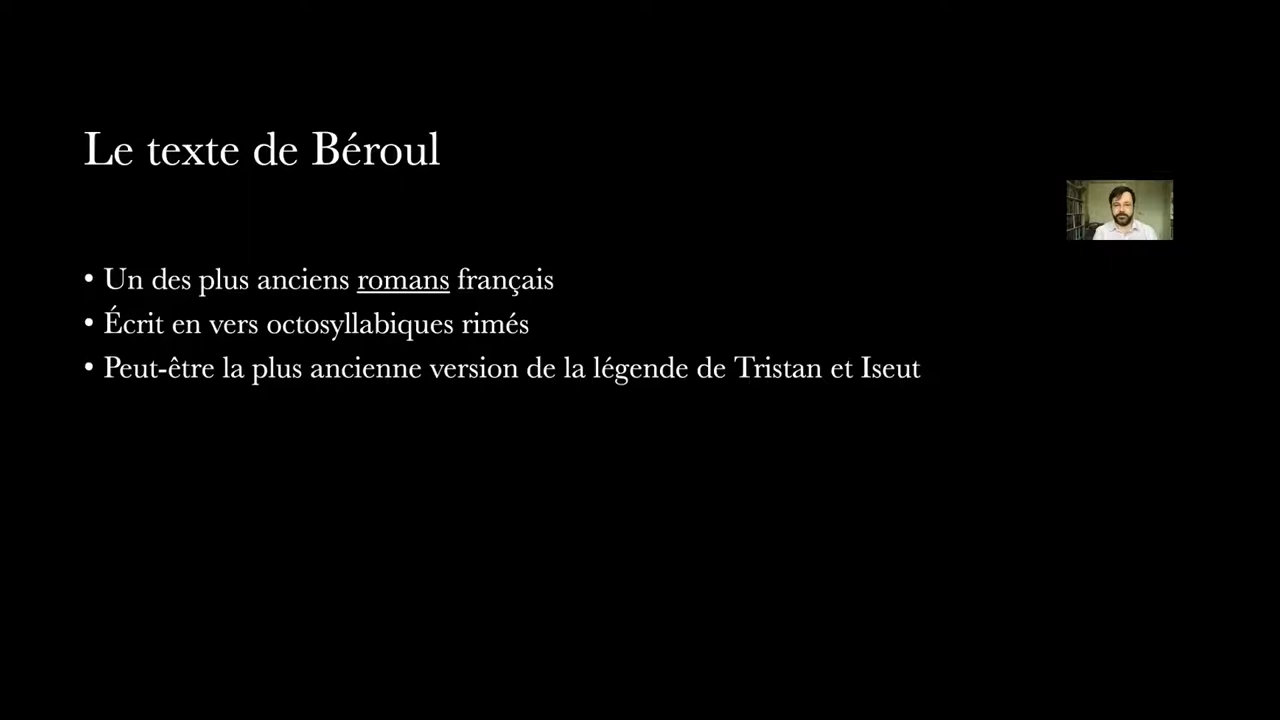 Le texte de Béroul
• Un des plus anciens romans français
• Écrit en vers octosyllabiques rimés
• Peut-être la plus ancienne version de la légende de Tristan et Iseut